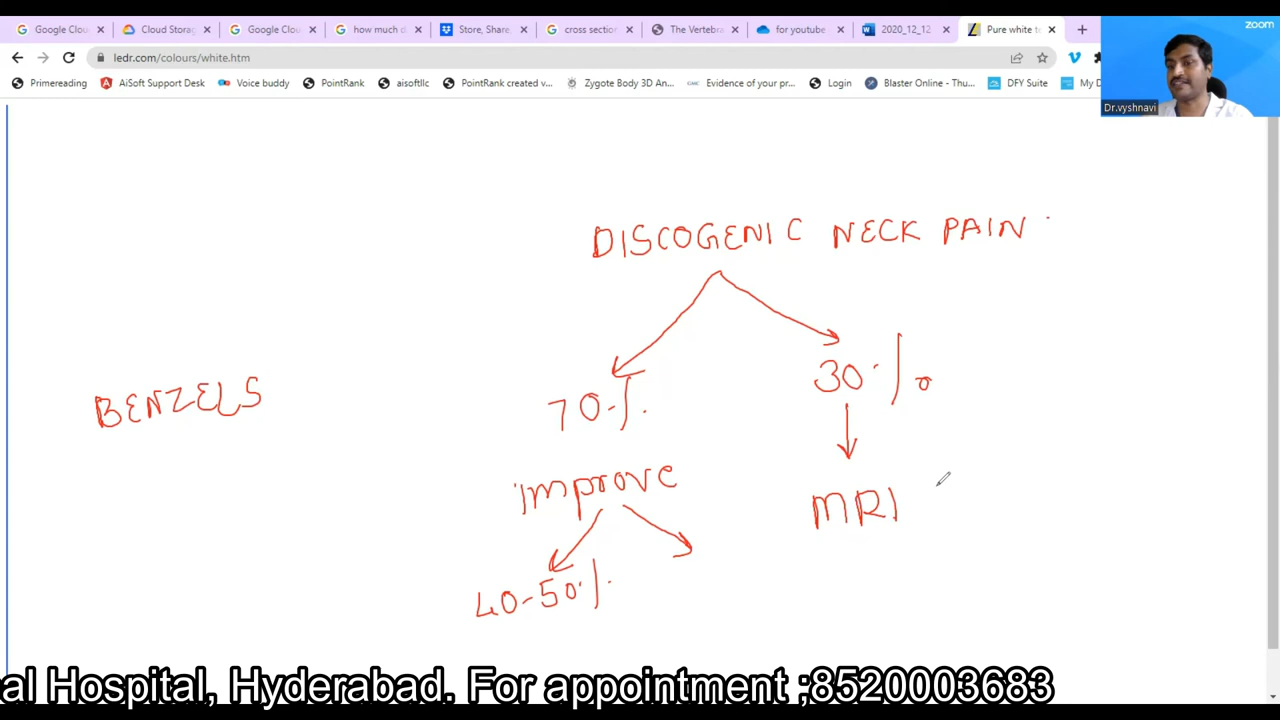 Google Clou
Cloud Storag
Google Clou
how much d
Store, Share,
cross section
The Vertebra
for youtube
2020_12_12
Pure white t
zoom
ledr.com/colours/white.htm
Primereading
AiSoft Support Desk
Voice buddy
PointRank
aisoftllc
PointRank created v...
Zygote Body 3D An...
Evidence of your pr...
Login
Blaster Online - Thu...
DFY Suite
My D
Dr.vyshnavi
DISCOGENIC NECK PAIN
70%.
30%
BENZELS
improve
MRI
40-50%.
al Hospital, Hyderabad. For appointment ;8520003683